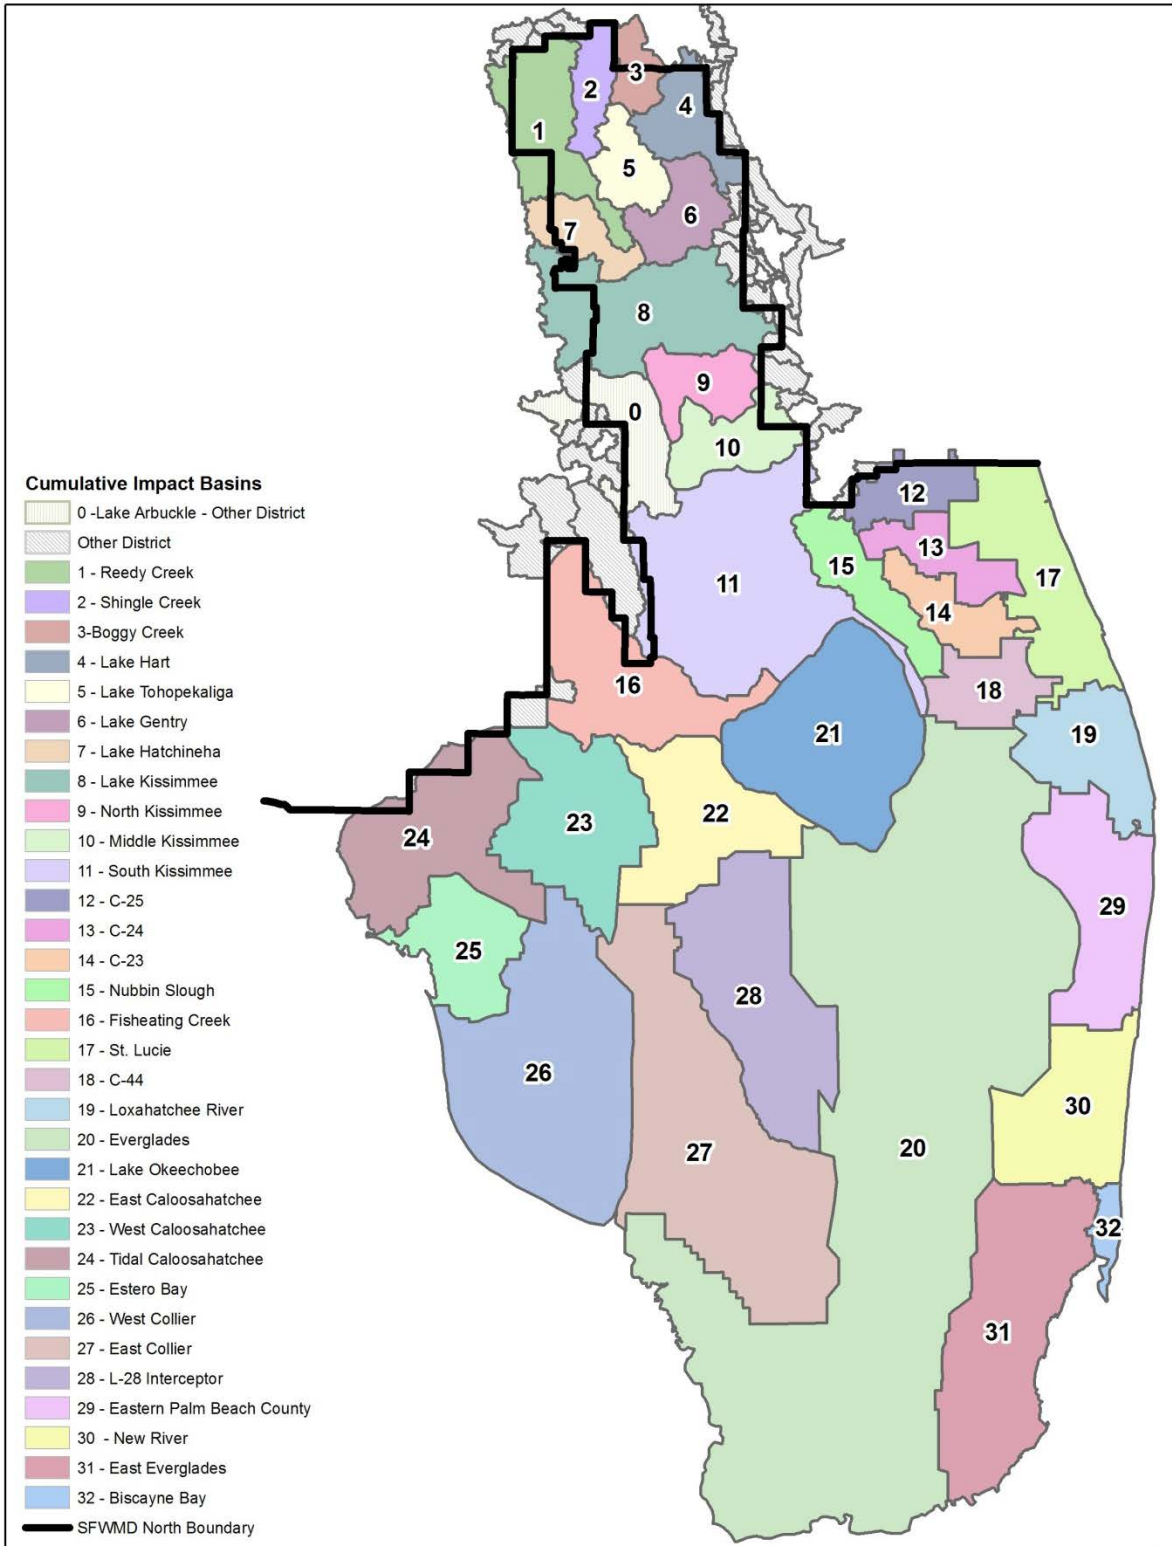 2
3
4
1
5
6
7
8
9
0
10
Cumulative Impact Basins
0 -Lake Arbuckle - Other District
Other District
1 - Reedy Creek
2 - Shingle Creek
3-Boggy Creek
4 - Lake Hart
5 - Lake Tohopekaliga
6 - Lake Gentry
7 - Lake Hatchineha
8 - Lake Kissimmee
9 - North Kissimmee
10 - Middle Kissimmee
11 - South Kissimmee
12 - C-25
13 - C-24
14 - C-23
15 - Nubbin Slough
16 - Fisheating Creek
17 - St. Lucie
18 - C-44
19 - Loxahatchee River
20 - Everglades
21 - Lake Okeechobee
22 - East Caloosahatchee
23 - West Caloosahatchee
24 - Tidal Caloosahatchee
25 - Estero Bay
26 - West Collier
27 - East Collier
28 - L-28 Interceptor
29 - Eastern Palm Beach County
30 - New River
31 - East Everglades
32 - Biscayne Bay
SFWMD North Boundary
12
13
15
11
17
14
16
18
21
19
22
23
24
29
25
28
26
30
20
27
32
31